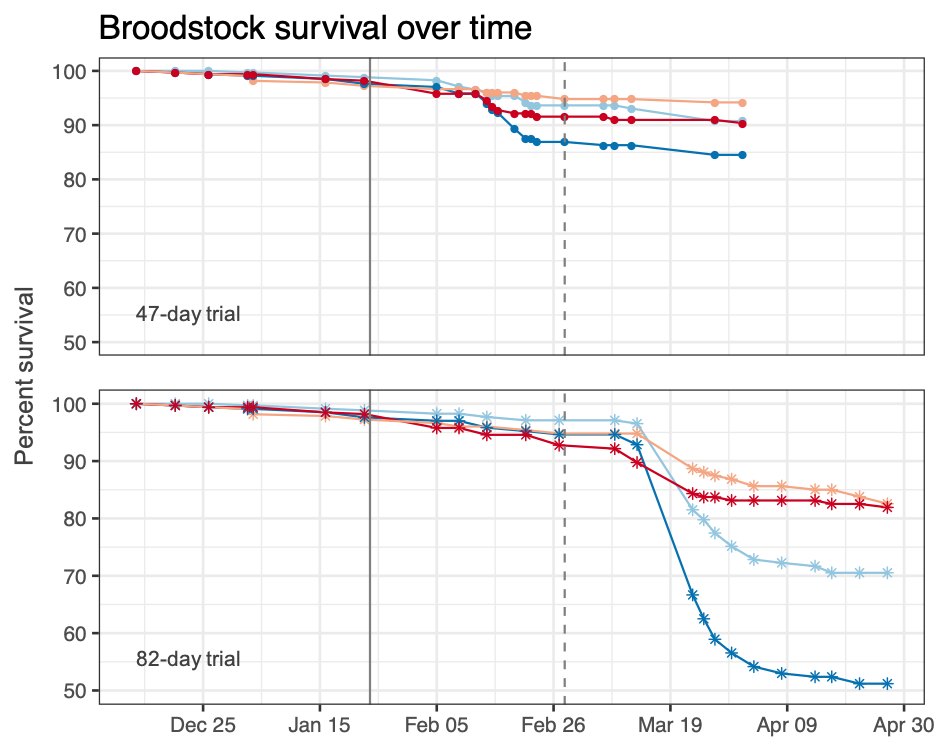 Broodstock survival over time
100
90
80
70
60
50
47-day trial
Percent survival
100
90
80
70
60
50
82-day trial
Dec 25 Jan 15 Feb 05 Feb 26 Mar 19 Apr 09 Apr 30